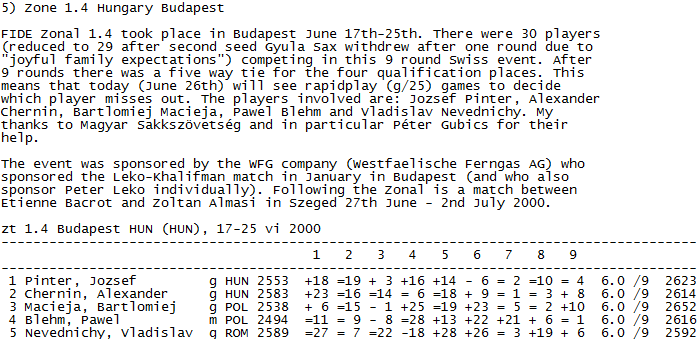 5) Zone 1.4 Hungary Budapest
FIDE Zonal 1.4 took place in Budapest June 17th-25th. There were 30 players
(reduced to 29 after second seed Gyula Sax withdrew after one round due to
"joyful family expectations") competing in this 9 round Swiss event. After
9 rounds there was a five way tie for the four qualification places. This
means that today (June 26th) will see rapidplay (g/25) games to decide
which player misses out. The players involved are: Jozsef Pinter, Alexander
Chernin, Bartlomiej Macieja, Pawel Blehm and Vladislav Nevednichy. My
thanks to Magyar Sakkszövetség and in particular Péter Gubics for their
help.
The event was sponsored by the WFG company (Westfaelische Ferngas AG) who
sponsored the Leko-Khalifman match in January in Budapest (and who also
sponsor Peter Leko individually). Following the Zonal is a match between
Etienne Bacrot and Zoltan Almasi in Szeged 27th June - 2nd July 2000.
zt 1.4 Budapest HUN (HUN), 17-25 vi 2000
--------------------------------------------------------------------------------------
1 2 3 4 5 6 7 8 9
--------------------------------------------------------------------------------------
1 Pinter, Jozsef g HUN 2553 +18 =19 + 3 +16 +14 - 6 = 2 =10 = 4 6.0 /9 2623
2 Chernin, Alexander g HUN 2583 +23 =16 =14 = 6 =18 + 9 = 1 = 3 + 8 6.0 /9 2614
3 Macieja, Bartlomiej g POL 2538 + 6 =15 - 1 +25 =19 +23 = 5 = 2 +10 6.0 /9 2652
4 Blehm, Pawel m POL 2494 =11 = 9 - 8 =28 +13 +22 +21 + 6 = 1 6.0 /9 2616
5 Nevednichy, Vladislav g ROM 2589 =27 = 7 =22 -18 +28 +26 = 3 +19 + 6 6.0 /9 2592